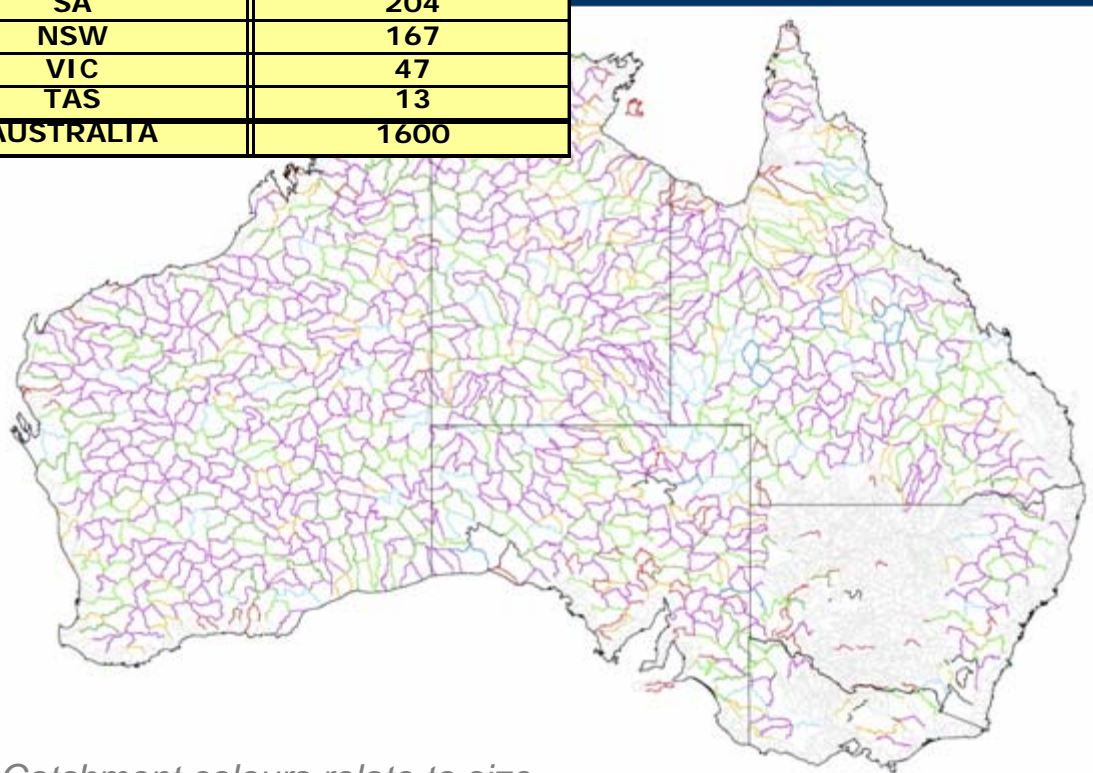 SA 204
NSW 167
VIC 47
TAS 13
AUSTRALIA 1600
Catchment colours relate to size